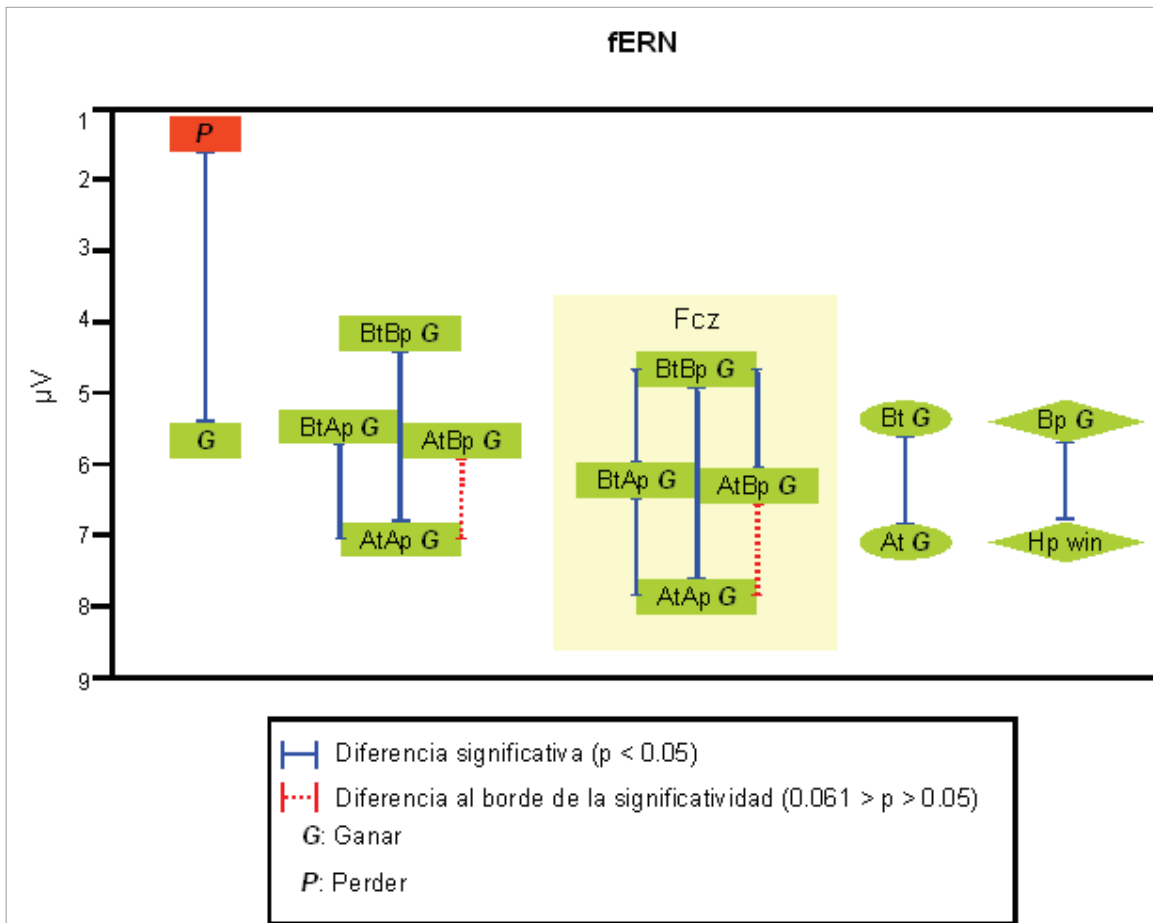 fERN
1
2
3
4
5
6
7
8
9
µV
P
G
BtBp G
BtAp G
AtBp G
AtAp G
Fcz
BtBp G
BtAp G
AtBp G
AtAp G
Bt G
At G
Bp G
Hp win
Diferencia significativa (p < 0.05)
Diferencia al borde de la significatividad (0.061 > p > 0.05)
G: Ganar
P: Perder